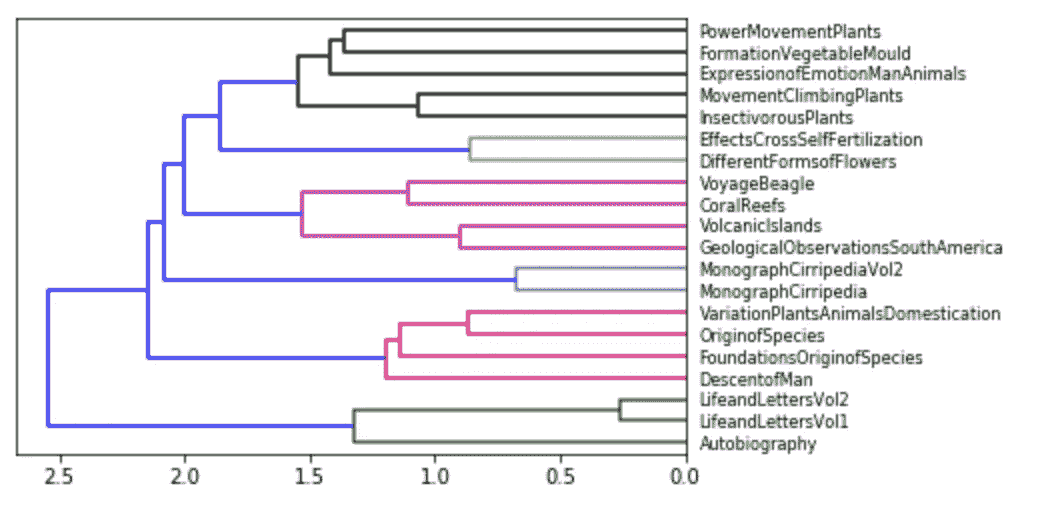 PowerMovementPlants
FormationVegetableMould
ExpressionofEmotionManAnimals
MovementClimbingPlants
InsectivorousPlants
EffectsCrossSelfFertilization
DifferentFormsofFlowers
VoyageBeagle
CoralReefs
VolcanicIslands
GeologicalObservationsSouthAmerica
MonographCirripediaVol2
MonographCirripedia
VariationPlantsAnimalsDomestication
OriginofSpecies
FoundationsOriginofSpecies
DescentofMan
LifeandLettersVol2
LifeandLettersVol1
Autobiography
2.5 2.0 1.5 1.0 0.5 0.0